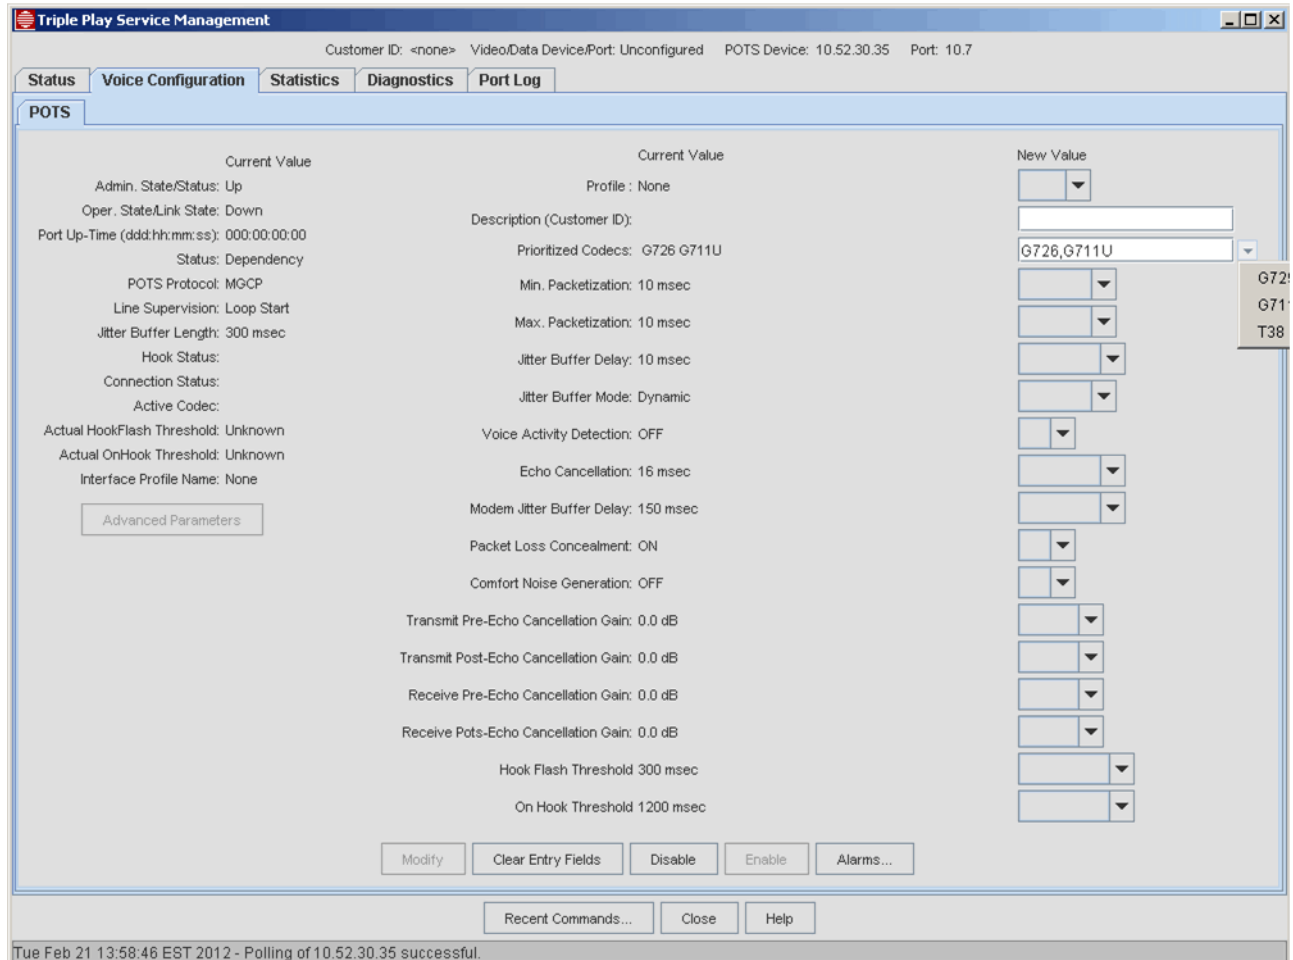 Triple Play Service Management
Customer ID: <none> Video/Data Device/Port: Unconfigured POTS Device: 10.52.30.35 Port: 10.7
Status Voice Configuration Statistics Diagnostics Port Log
POTS
Current Value
Admin. State/Status: Up
Oper. State/Link State: Down
Port Up-Time (ddd:hh:mm:ss): 000:00:00:00
Status: Dependency
POTS Protocol: MGCP
Line Supervision: Loop Start
Jitter Buffer Length: 300 msec
Hook Status:
Connection Status:
Active Codec:
Actual HookFlash Threshold: Unknown
Actual OnHook Threshold: Unknown
Interface Profile Name: None
Advanced Parameters
Current Value New Value
Profile : None
Description (Customer ID):
Prioritized Codecs: G726 G711U G726,G711U
Min. Packetization: 10 msec
Max. Packetization: 10 msec
Jitter Buffer Delay: 10 msec
Jitter Buffer Mode: Dynamic
Voice Activity Detection: OFF
Echo Cancellation: 16 msec
Modem Jitter Buffer Delay: 150 msec
Packet Loss Concealment: ON
Comfort Noise Generation: OFF
Transmit Pre-Echo Cancellation Gain: 0.0 dB
Transmit Post-Echo Cancellation Gain: 0.0 dB
Receive Pre-Echo Cancellation Gain: 0.0 dB
Receive Pots-Echo Cancellation Gain: 0.0 dB
Hook Flash Threshold 300 msec
On Hook Threshold 1200 msec
T38
Modify Clear Entry Fields Disable Enable Alarms...
Recent Commands... Close Help
Tue Feb 21 13:58:46 EST 2012 - Polling of 10.52.30.35 successful.